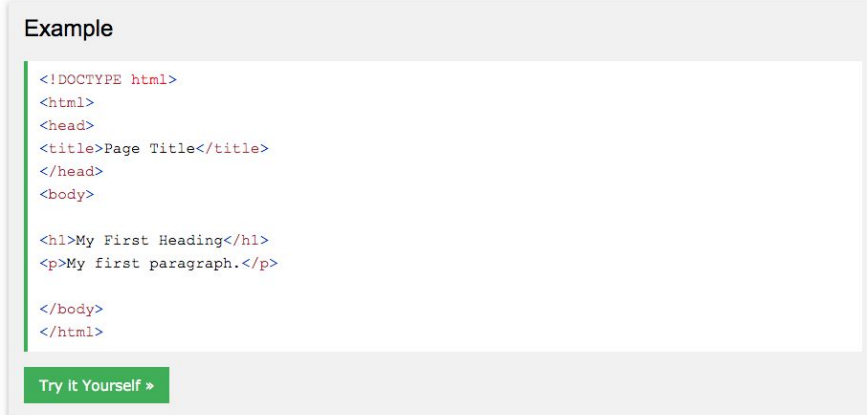 Example
<!DOCTYPE html>
<html>
<head>
<title>Page Title</title>
</head>
<body>
<h1>My First Heading</h1>
<p>My first paragraph.</p>
</body>
</html>
Try it Yourself »